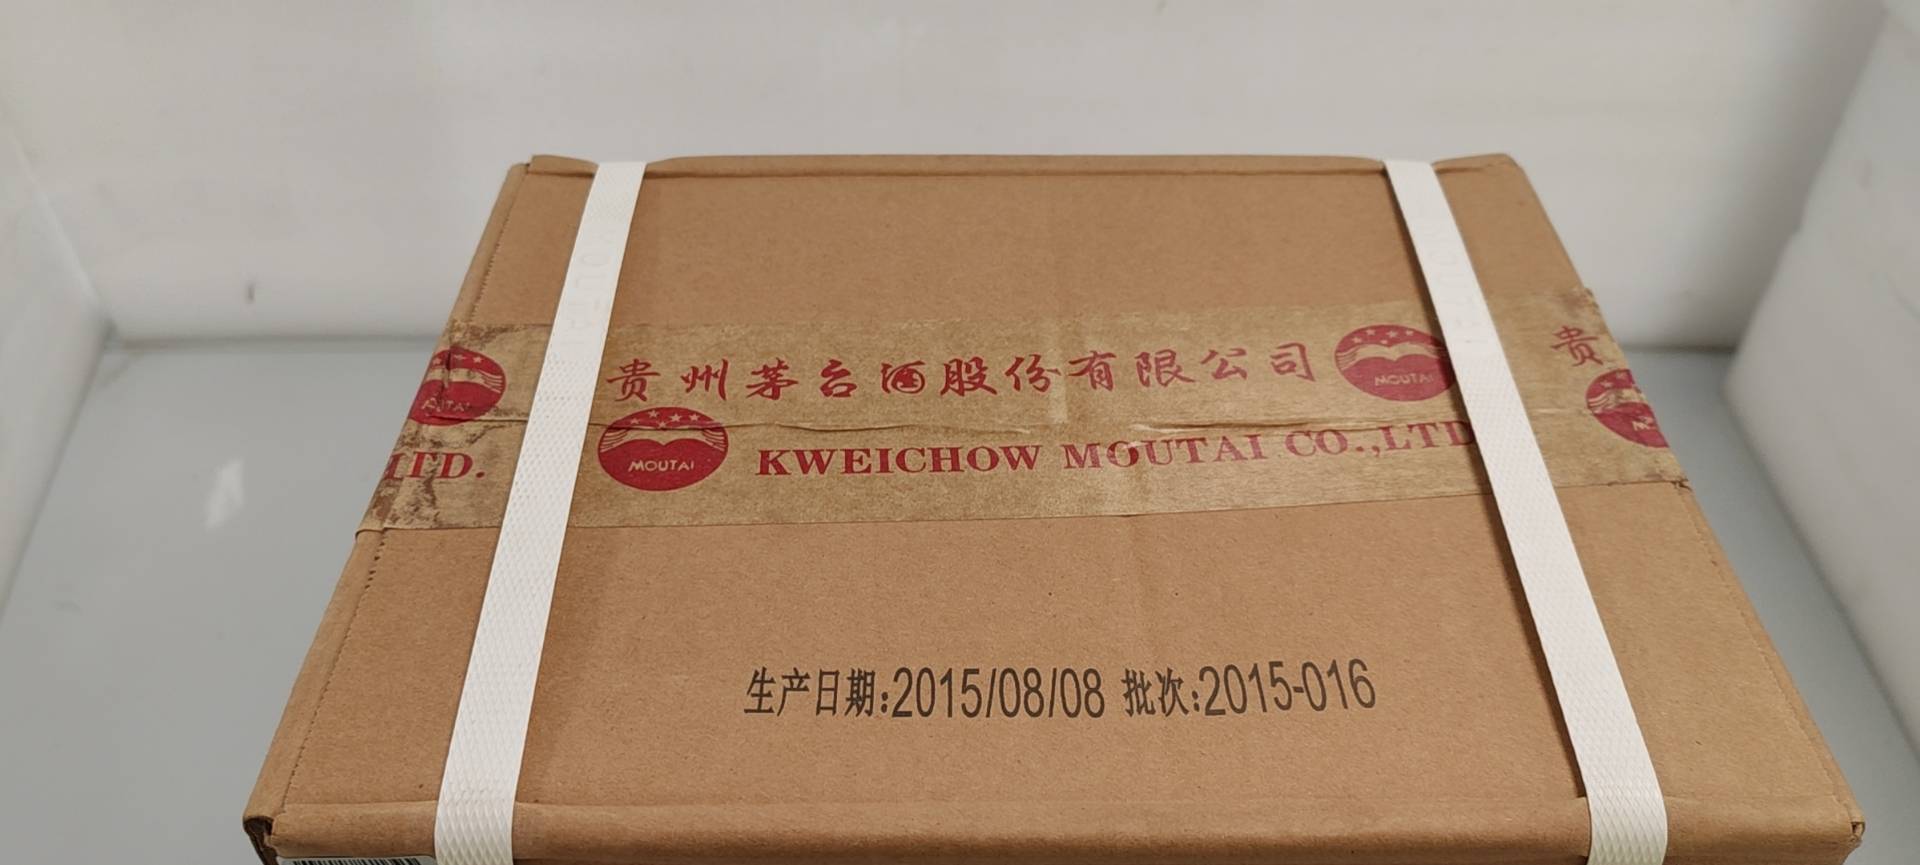 贵州茅台酒股份有限公司 MOUTAI 贵
MOUTAI
LTD. MOUTAI KWEICHOW MOUTAI CO.,LTD
生产日期:2015/08/08 批次:2015-016